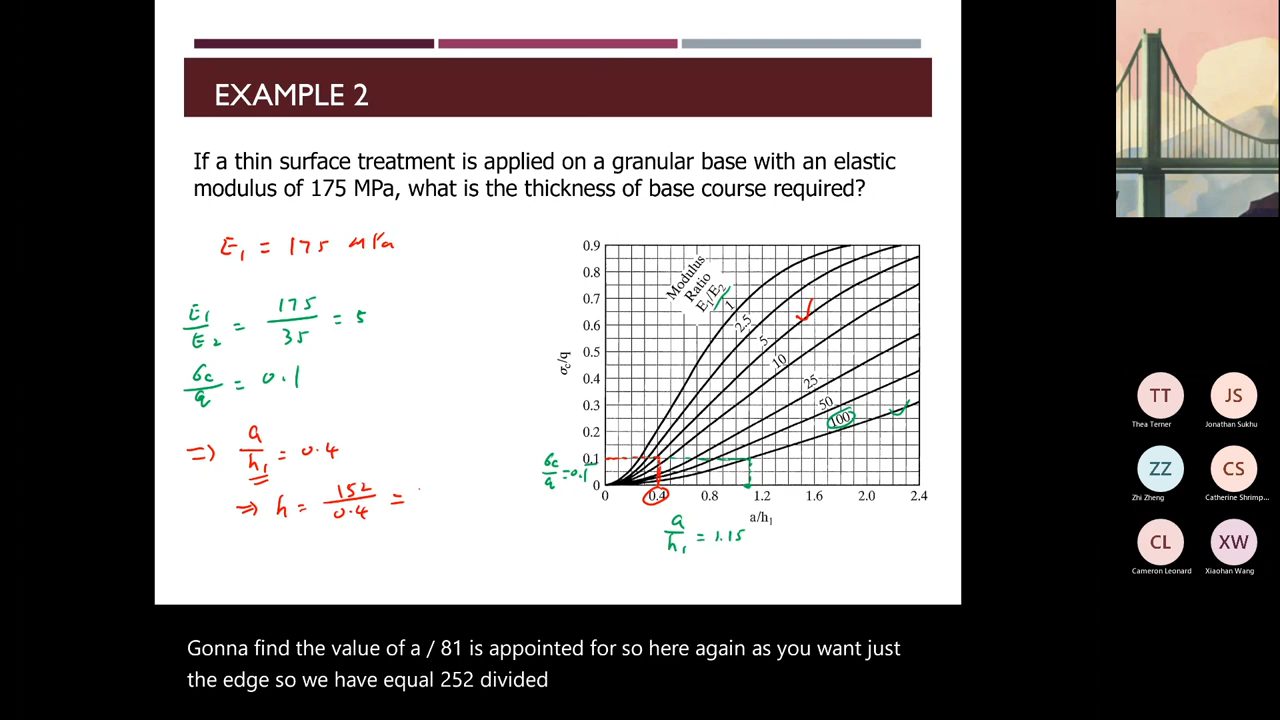 EXAMPLE 2
If a thin surface treatment is applied on a granular base with an elastic
modulus of 175 MPa, what is the thickness of base course required?
E₁ = 175 MPa
E₁/E₂ = 175/35 = 5
σc/q = 0.1
⇒ a/h₁ = 0.4
⇒ h = 152/0.4 =
0.9
0.8
0.7
0.6
0.5
0.4
0.3
0.2
0.1
0
σc/q
σc/q = 0.1
Modulus
Ratio
E₁/E₂
1
2.5
5
10
25
50
100
0 0.4 0.8 1.2 1.6 2.0 2.4
a/h₁
a/h₁ = 1.15
TT JS
Thea Terner Jonathan Sukhu
ZZ CS
Zhi Zheng Catherine Shrimp...
CL XW
Cameron Leonard Xiaohan Wang
Gonna find the value of a / 81 is appointed for so here again as you want just
the edge so we have equal 252 divided